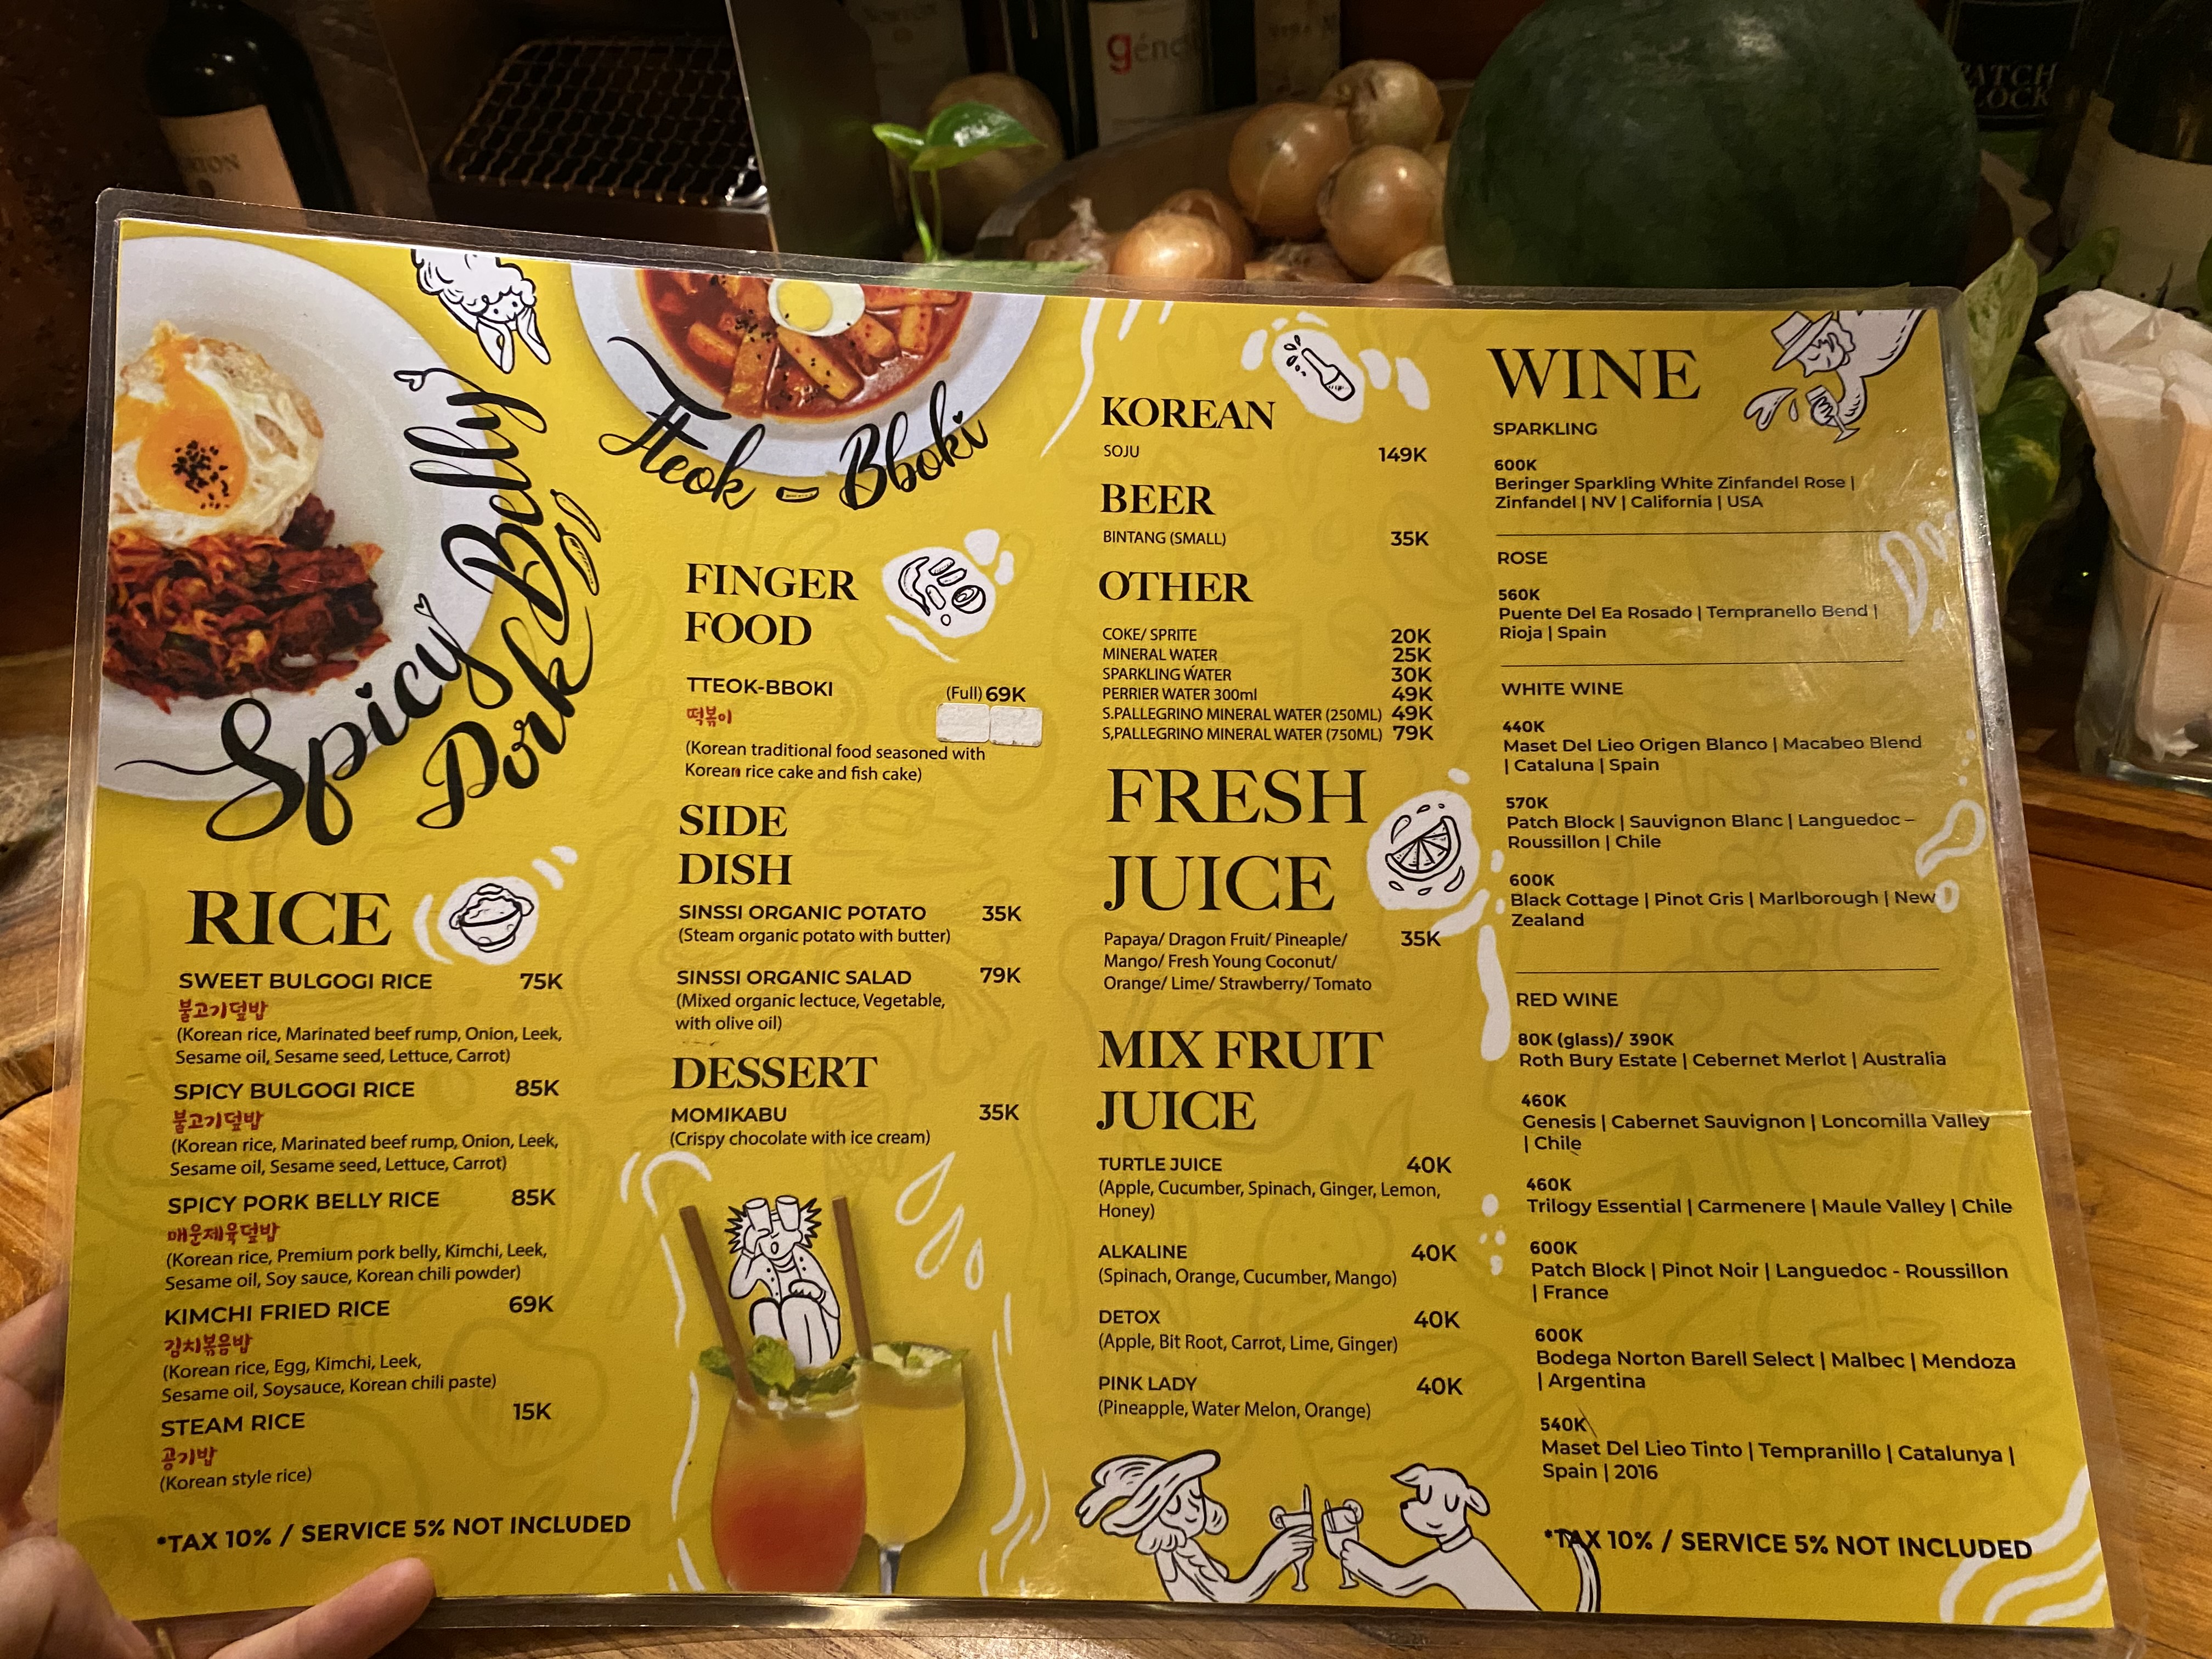 RTON
géne
PATCH
LOCK
Spicy Belly
Pork
Tteok - Bboki
RICE
SWEET BULGOGI RICE 75K
불고기덮밥
(Korean rice, Marinated beef rump, Onion, Leek,
Sesame oil, Sesame seed, Lettuce, Carrot)
SPICY BULGOGI RICE 85K
불고기덮밥
(Korean rice, Marinated beef rump, Onion, Leek,
Sesame oil, Sesame seed, Lettuce, Carrot)
SPICY PORK BELLY RICE 85K
매운제육덮밥
(Korean rice, Premium pork belly, Kimchi, Leek,
Sesame oil, Soy sauce, Korean chili powder)
KIMCHI FRIED RICE 69K
김치볶음밥
(Korean rice, Egg, Kimchi, Leek,
Sesame oil, Soysauce, Korean chili paste)
STEAM RICE 15K
공기밥
(Korean style rice)
*TAX 10% / SERVICE 5% NOT INCLUDED
FINGER
FOOD
TTEOK-BBOKI (Full) 69K
떡볶이
(Korean traditional food seasoned with
Korean rice cake and fish cake)
SIDE
DISH
SINSSI ORGANIC POTATO 35K
(Steam organic potato with butter)
SINSSI ORGANIC SALAD 79K
(Mixed organic lectuce, Vegetable,
with olive oil)
DESSERT
MOMIKABU 35K
(Crispy chocolate with ice cream)
KOREAN
SOJU 149K
BEER
BINTANG (SMALL) 35K
OTHER
COKE/ SPRITE 20K
MINERAL WATER 25K
SPARKLING WATER 30K
PERRIER WATER 300ml 49K
S.PALLEGRINO MINERAL WATER (250ML) 49K
S,PALLEGRINO MINERAL WATER (750ML) 79K
FRESH
JUICE
Papaya/ Dragon Fruit/ Pineaple/ 35K
Mango/ Fresh Young Coconut/
Orange/ Lime/ Strawberry/ Tomato
MIX FRUIT
JUICE
TURTLE JUICE 40K
(Apple, Cucumber, Spinach, Ginger, Lemon,
Honey)
ALKALINE 40K
(Spinach, Orange, Cucumber, Mango)
DETOX 40K
(Apple, Bit Root, Carrot, Lime, Ginger)
PINK LADY 40K
(Pineapple, Water Melon, Orange)
WINE
SPARKLING
600K
Beringer Sparkling White Zinfandel Rose |
Zinfandel | NV | California | USA
ROSE
560K
Puente Del Ea Rosado | Tempranello Bend |
Rioja | Spain
WHITE WINE
440K
Maset Del Lieo Origen Blanco | Macabeo Blend
| Cataluna | Spain
570K
Patch Block | Sauvignon Blanc | Languedoc –
Roussillon | Chile
600K
Black Cottage | Pinot Gris | Marlborough | New
Zealand
RED WINE
80K (glass)/ 390K
Roth Bury Estate | Cebernet Merlot | Australia
460K
Genesis | Cabernet Sauvignon | Loncomilla Valley
| Chile
460K
Trilogy Essential | Carmenere | Maule Valley | Chile
600K
Patch Block | Pinot Noir | Languedoc - Roussillon
| France
600K
Bodega Norton Barell Select | Malbec | Mendoza
| Argentina
540K
Maset Del Lieo Tinto | Tempranillo | Catalunya |
Spain | 2016
*TAX 10% / SERVICE 5% NOT INCLUDED